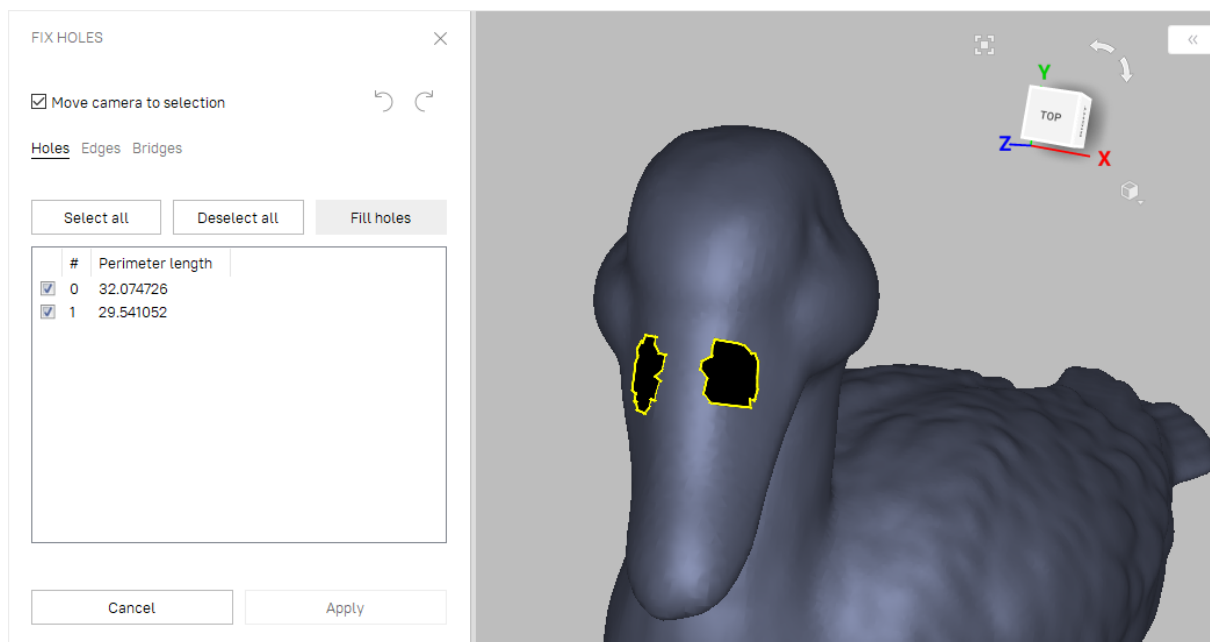 FIX HOLES
Move camera to selection
Holes Edges Bridges
Select all Deselect all Fill holes
# Perimeter length
0 32.074726
1 29.541052
Cancel Apply
Y
TOP
Z
X